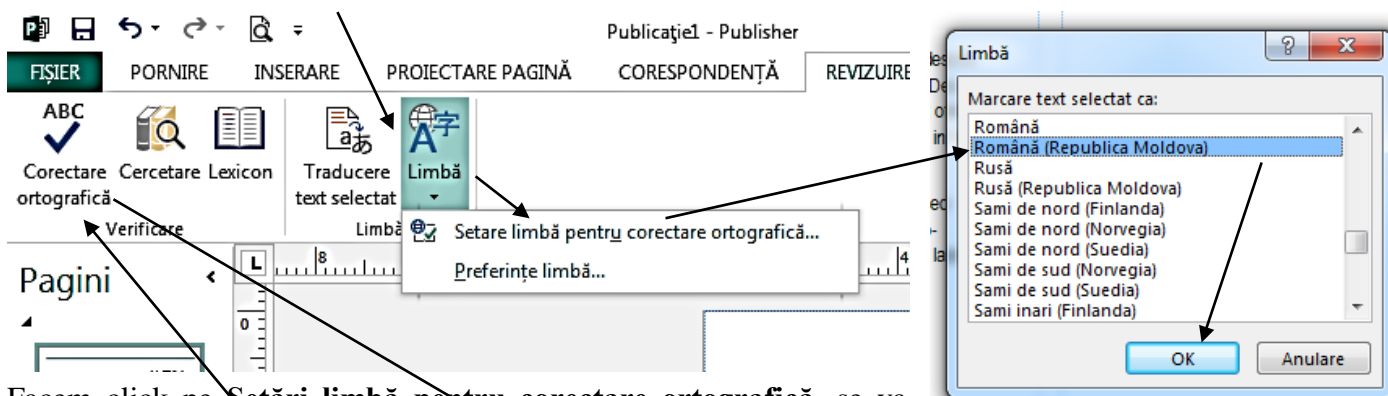 Publicaţie1 - Publisher
FIȘIER PORNIRE INSERARE PROIECTARE PAGINĂ CORESPONDENȚĂ REVIZUIRE
ABC
Corectare ortografică
Cercetare
Lexicon
Traducere text selectat
Limbă
Verificare
Limbă
Setare limbă pentru corectare ortografică...
Preferințe limbă...
Pagini
L
8
4
0
Limbă
Marcare text selectat ca:
Română
Română (Republica Moldova)
Rusă
Rusă (Republica Moldova)
Sami de nord (Finlanda)
Sami de nord (Norvegia)
Sami de nord (Suedia)
Sami de sud (Norvegia)
Sami de sud (Suedia)
Sami inari (Finlanda)
OK
Anulare
Facem click pe Setări limbă pentru corectare ortografică, se va